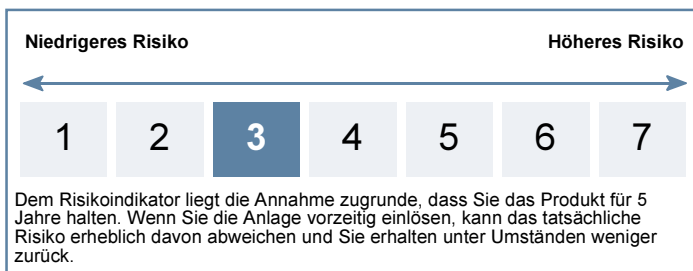 Niedrigeres Risiko Höheres Risiko
1 2 3 4 5 6 7
Dem Risikoindikator liegt die Annahme zugrunde, dass Sie das Produkt für 5
Jahre halten. Wenn Sie die Anlage vorzeitig einlösen, kann das tatsächliche
Risiko erheblich davon abweichen und Sie erhalten unter Umständen weniger
zurück.